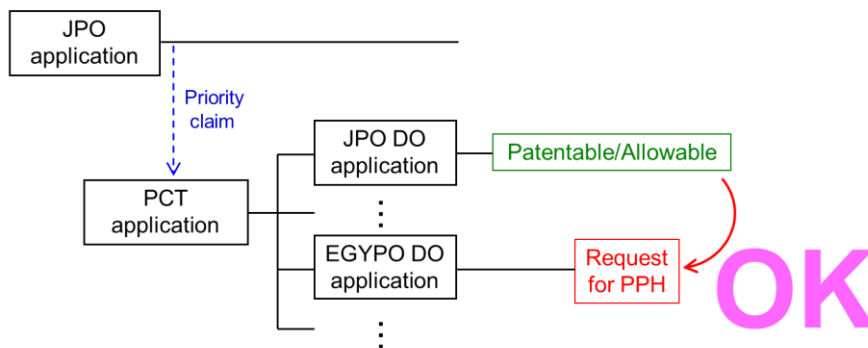 JPO
application
Priority
claim
JPO DO
application
Patentable/Allowable
PCT
application
EGYPO DO
application
Request
for PPH
OK